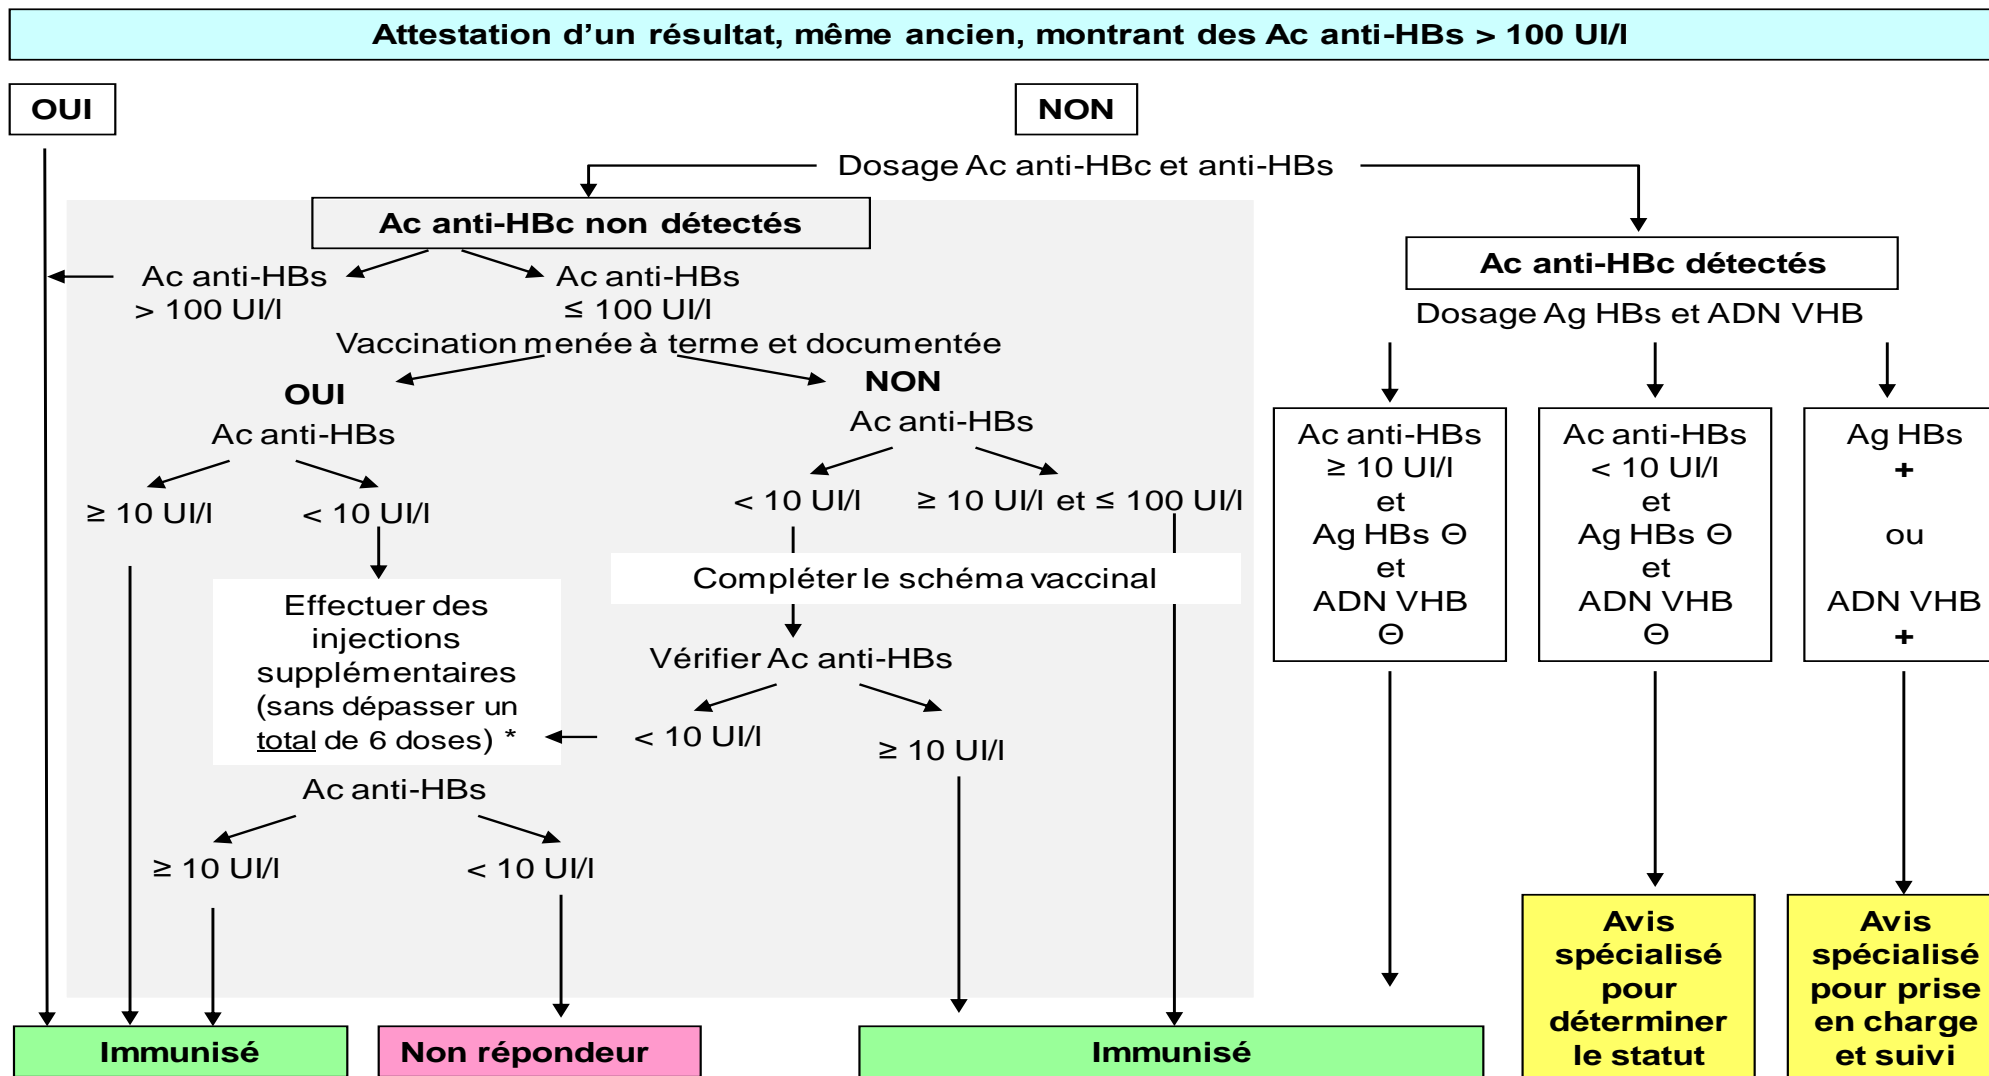 Attestation d’un résultat, même ancien, montrant des Ac anti-HBs > 100 UI/l
OUI
NON
Dosage Ac anti-HBc et anti-HBs
Ac anti-HBc non détectés
Ac anti-HBs
> 100 UI/l
Ac anti-HBs
≤ 100 UI/l
Vaccination menée à terme et documentée
OUI
Ac anti-HBs
≥ 10 UI/l
< 10 UI/l
Effectuer des
injections
supplémentaires
(sans dépasser un
total de 6 doses) *
Ac anti-HBs
≥ 10 UI/l
< 10 UI/l
NON
Ac anti-HBs
< 10 UI/l
≥ 10 UI/l et ≤ 100 UI/l
Compléter le schéma vaccinal
Vérifier Ac anti-HBs
< 10 UI/l
≥ 10 UI/l
Ac anti-HBc détectés
Dosage Ag HBs et ADN VHB
Ac anti-HBs
≥ 10 UI/l
et
Ag HBs Θ
et
ADN VHB
Θ
Ac anti-HBs
< 10 UI/l
et
Ag HBs Θ
et
ADN VHB
Θ
Ag HBs
+
ou
ADN VHB
+
Immunisé
Non répondeur
Immunisé
Avis
spécialisé
pour
déterminer
le statut
Avis
spécialisé
pour prise
en charge
et suivi